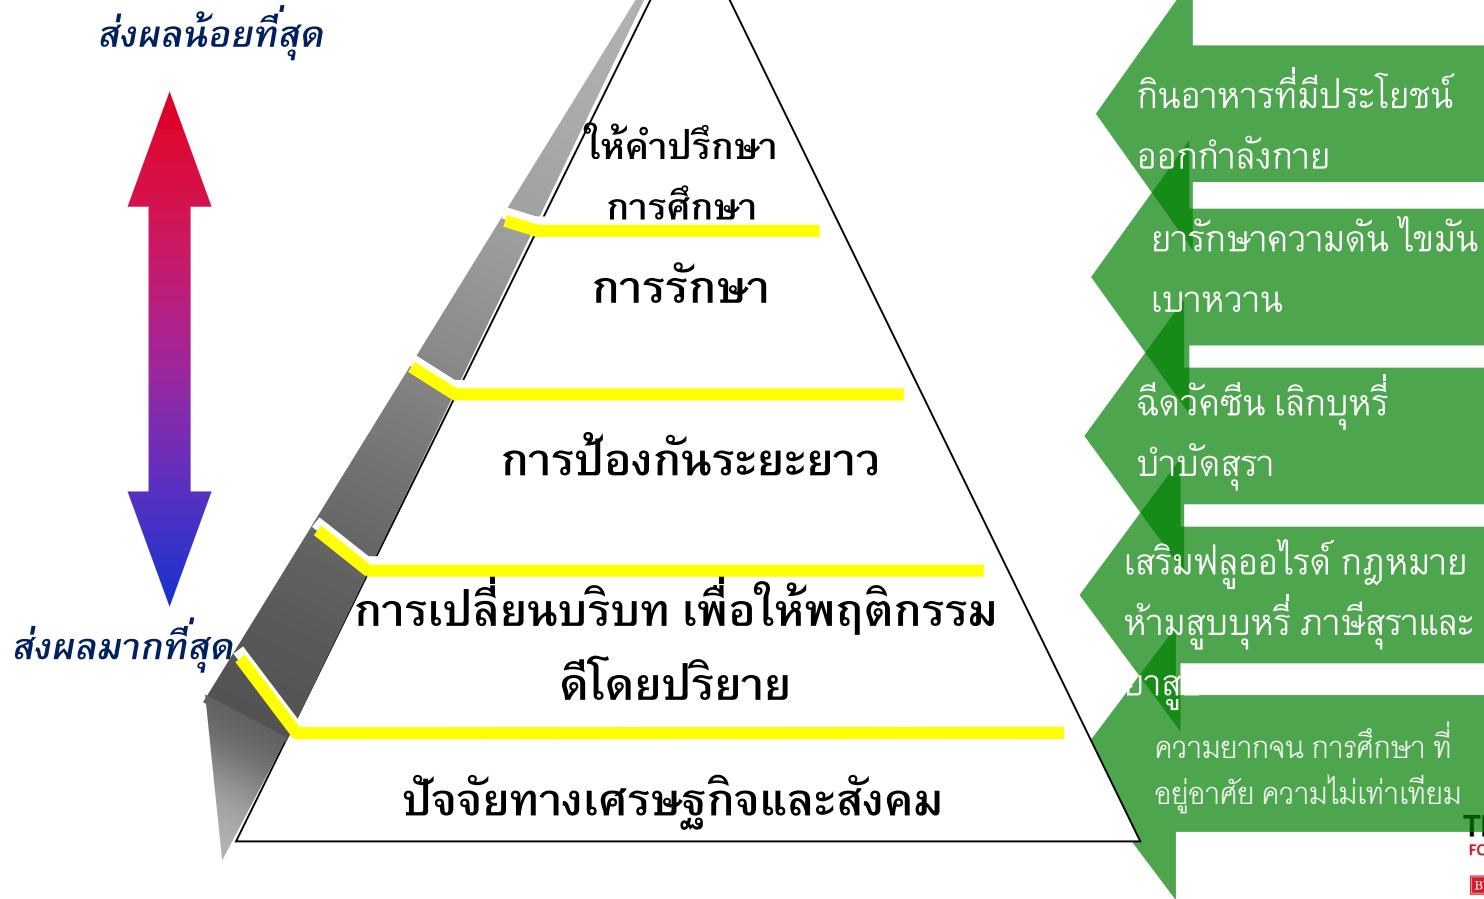 ส่งผลน้อยที่สุด
ให้คำปรึกษา
การศึกษา
การรักษา
การป้องกันระยะยาว
การเปลี่ยนบริบท เพื่อให้พฤติกรรม
ดีโดยปริยาย
ปัจจัยทางเศรษฐกิจและสังคม
ส่งผลมากที่สุด
กินอาหารที่มีประโยชน์
ออกกำลังกาย
ยารักษาความดัน ไขมัน
เบาหวาน
ฉีดวัคซีน เลิกบุหรี่
บำบัดสุรา
เสริมฟลูออไรด์ กฎหมาย
ห้ามสูบบุหรี่ ภาษีสุราและ
ความยากจน การศึกษา ที่
อยู่อาศัย ความไม่เท่าเทียม